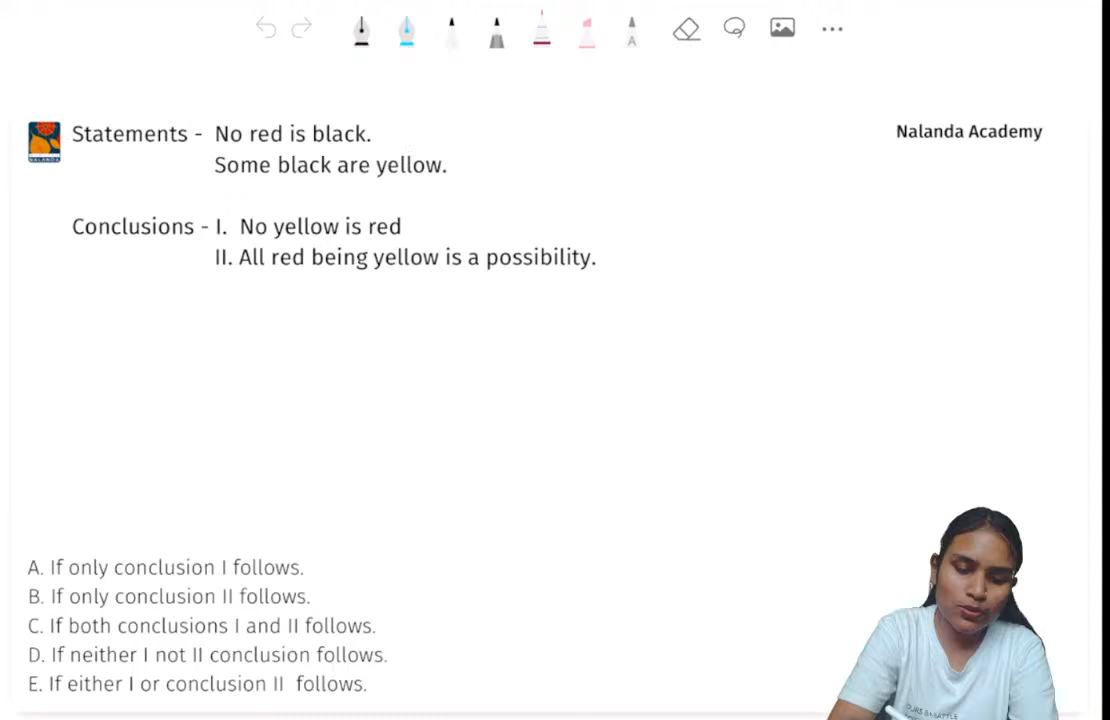 A
NALANDA
Statements - No red is black.
Nalanda Academy
Some black are yellow.
Conclusions - I. No yellow is red
II. All red being yellow is a possibility.
A. If only conclusion I follows.
B. If only conclusion II follows.
C. If both conclusions I and II follows.
D. If neither I not II conclusion follows.
E. If either I or conclusion II follows.